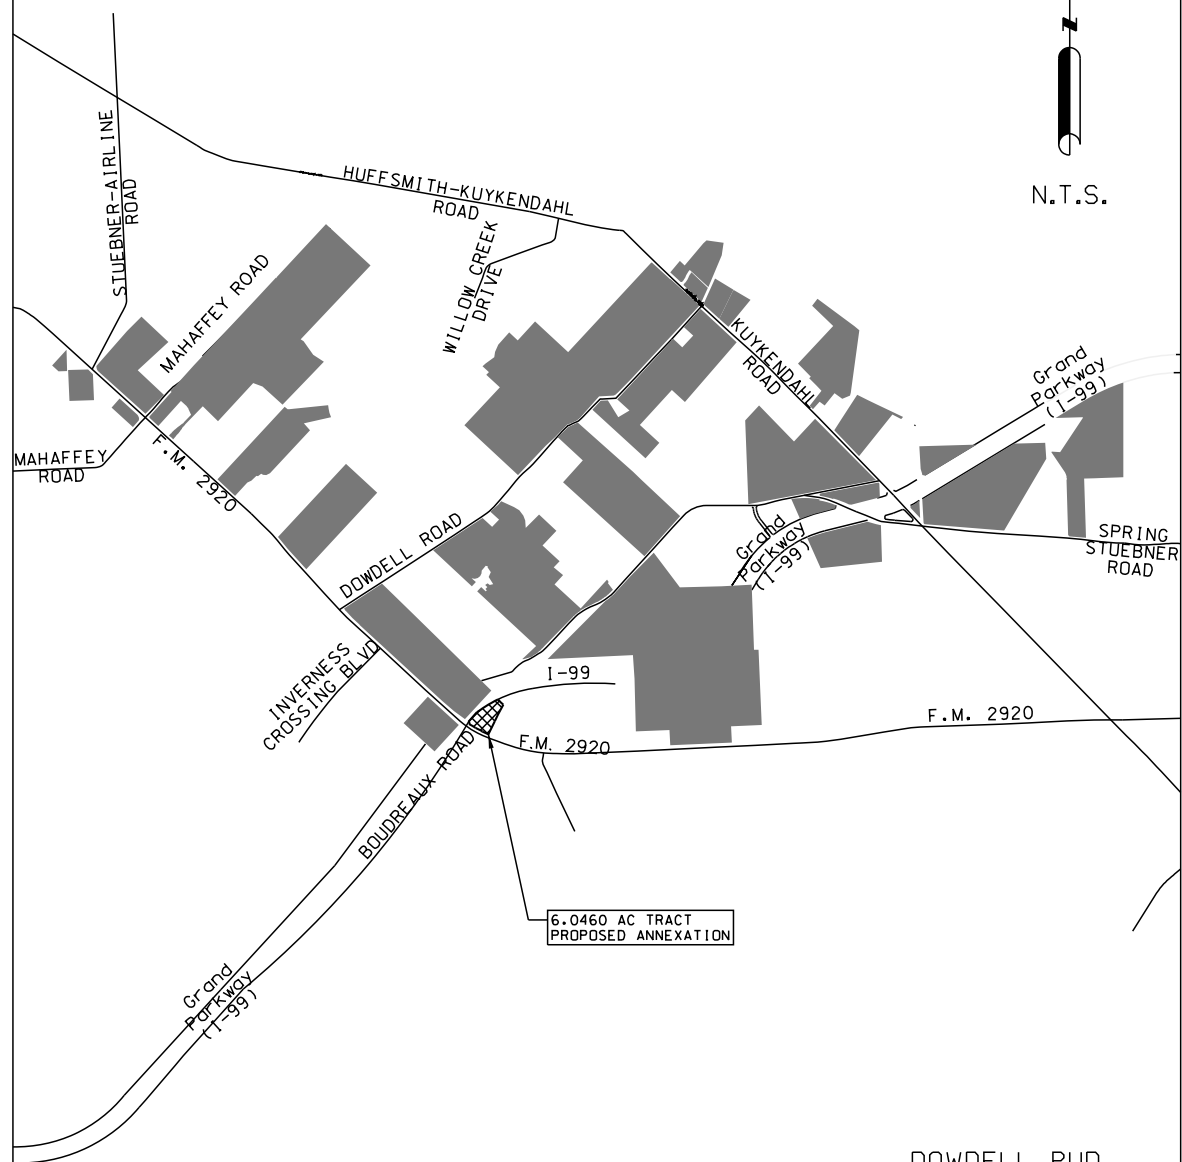 Z
N.T.S.
STUEBNER-AIRLINE
ROAD
HUFFSMITH-KUYKENDAHL
ROAD
WILLOW CREEK
DRIVE
MAHAFFEY ROAD
KUYKENDAHL
ROAD
Grand
Parkway
(I-99)
MAHAFFEY
ROAD
F.M. 2920
DOWDELL ROAD
Grand
Parkway
(I-99)
SPRING
STUEBNER
ROAD
INVERNESS
CROSSING BLVD
I-99
F.M. 2920
F.M. 2920
BOUDREAUX ROAD
6.0460 AC TRACT
PROPOSED ANNEXATION
Grand
Parkway
(I-99)
DOWDELL PUD